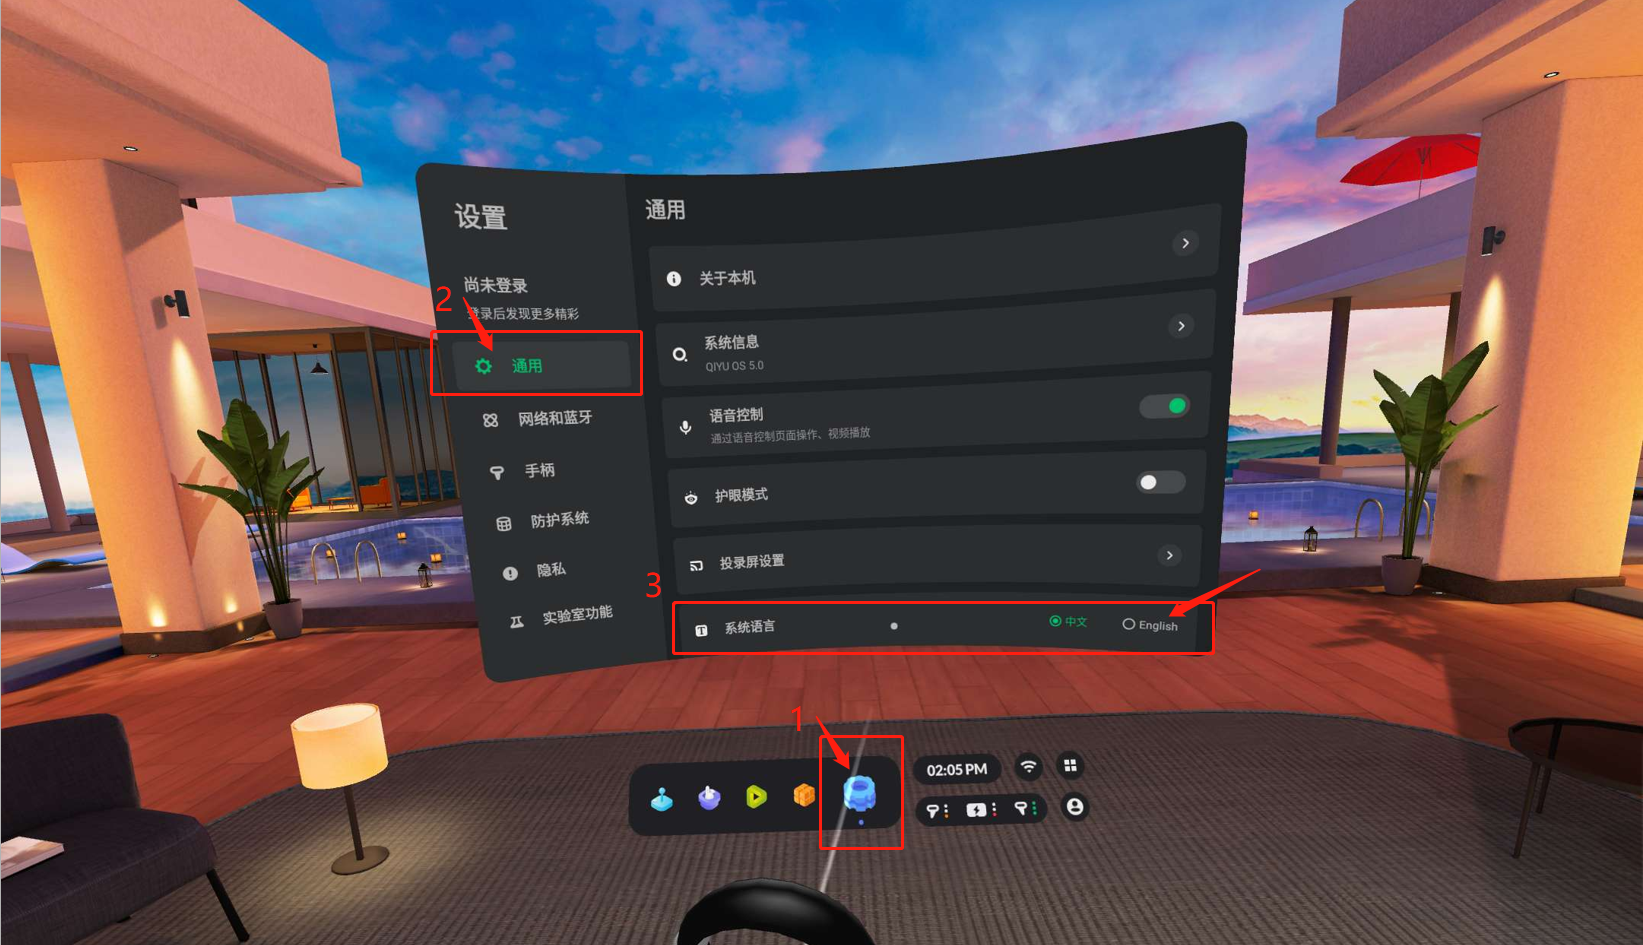 设置
尚未登录
登录后发现更多精彩
2
通用
网络和蓝牙
手柄
防护系统
隐私
实验室功能
通用
关于本机
系统信息
QIYU OS 5.0
语音控制
通过语音控制页面操作、视频播放
护眼模式
投录屏设置
3
系统语言
中文
English
1
02:05 PM